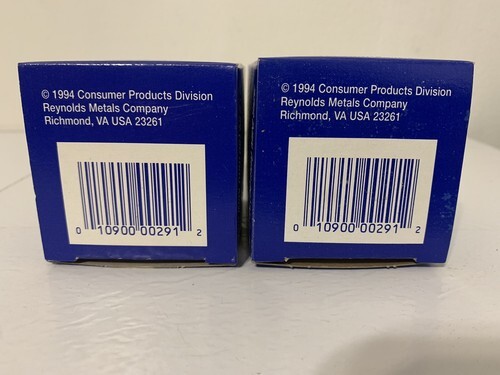 © 1994 Consumer Products Division
Reynolds Metals Company
Richmond, VA USA 23261
0 10900 00291 2
© 1994 Consumer Products Division
Reynolds Metals Company
Richmond, VA USA 23261
0 10900 00291 2